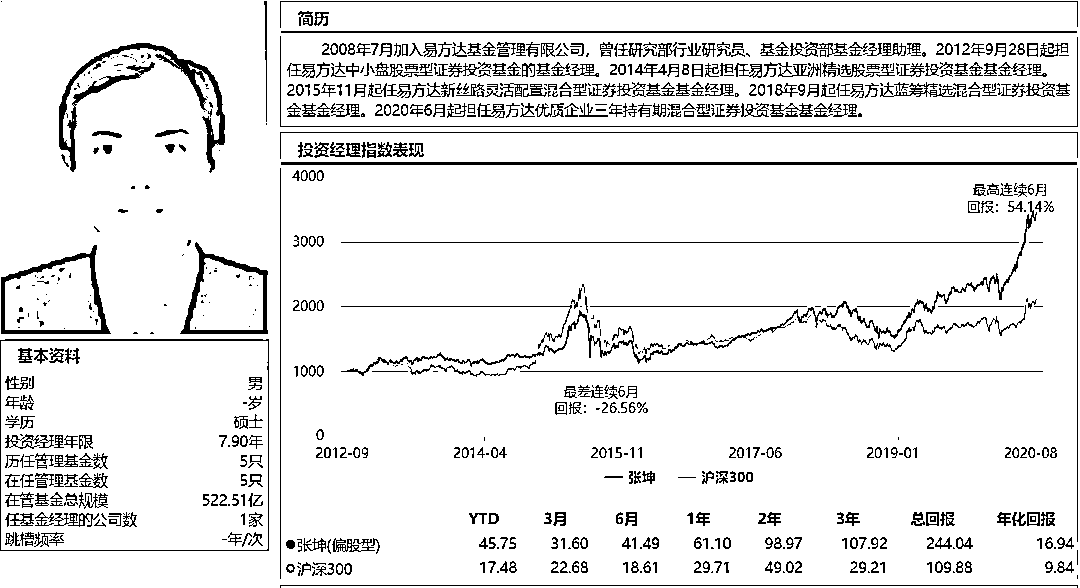 简历
2008年7月加入易方达基金管理有限公司，曾任研究部行业研究员、基金投资部基金经理助理。2012年9月28日起担
任易方达中小盘股票型证券投资基金的基金经理。2014年4月8日起担任易方达亚洲精选股票型证券投资基金基金经理。
2015年11月起任易方达新丝路灵活配置混合型证券投资基金基金经理。2018年9月起任易方达蓝筹精选混合型证券投资基
金基金经理。2020年6月起担任易方达优质企业三年持有期混合型证券投资基金基金经理。
投资经理指数表现
4000
3000
2000
1000
0
最高连续6月
回报：54.14%
最差连续6月
回报：-26.56%
2012-09 2014-04 2015-11 2017-06 2019-01 2020-08
张坤 沪深300
基本资料
性别 男
年龄 -岁
学历 硕士
投资经理年限 7.90年
历任管理基金数 5只
在任管理基金数 5只
在管基金总规模 522.51亿
任基金经理的公司数 1家
跳槽频率 -年/次
YTD 3月 6月 1年 2年 3年 总回报 年化回报
张坤(偏股型) 45.75 31.60 41.49 61.10 98.97 107.92 244.04 16.94
沪深300 17.48 22.68 18.61 29.71 49.02 29.21 109.88 9.84